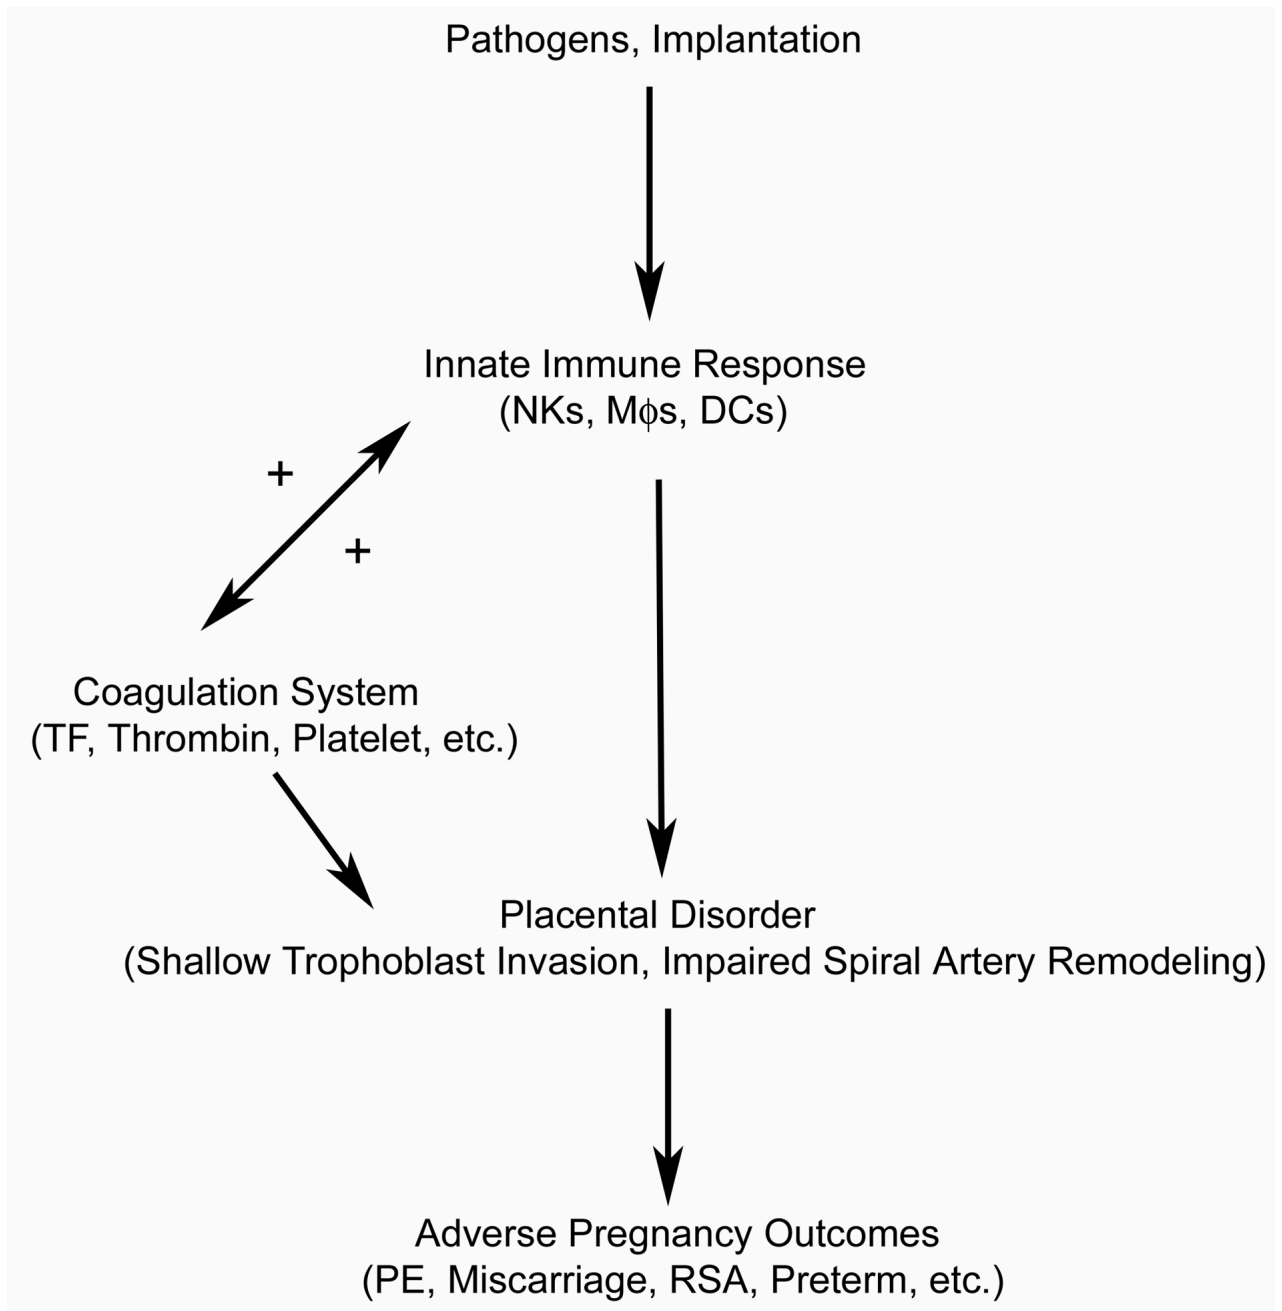 Pathogens, Implantation
Innate Immune Response
(NKs, Mϕs, DCs)
+
+
Coagulation System
(TF, Thrombin, Platelet, etc.)
Placental Disorder
(Shallow Trophoblast Invasion, Impaired Spiral Artery Remodeling)
Adverse Pregnancy Outcomes
(PE, Miscarriage, RSA, Preterm, etc.)